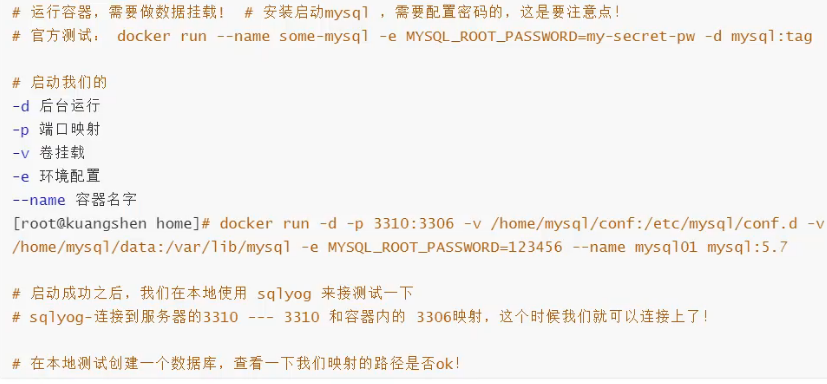 # 运行容器，需要做数据挂载！ # 安装启动mysql ，需要配置密码的，这是要注意点！
# 官方测试： docker run --name some-mysql -e MYSQL_ROOT_PASSWORD=my-secret-pw -d mysql:tag
# 启动我们的
-d 后台运行
-p 端口映射
-v 卷挂载
-e 环境配置
--name 容器名字
[root@kuangshen home]# docker run -d -p 3310:3306 -v /home/mysql/conf:/etc/mysql/conf.d -v
/home/mysql/data:/var/lib/mysql -e MYSQL_ROOT_PASSWORD=123456 --name mysql01 mysql:5.7
# 启动成功之后，我们在本地使用 sqlyog 来接测试一下
# sqlyog-连接到服务器的3310 --- 3310 和容器内的 3306映射，这个时候我们就可以连接上了！
# 在本地测试创建一个数据库，查看一下我们映射的路径是否ok！